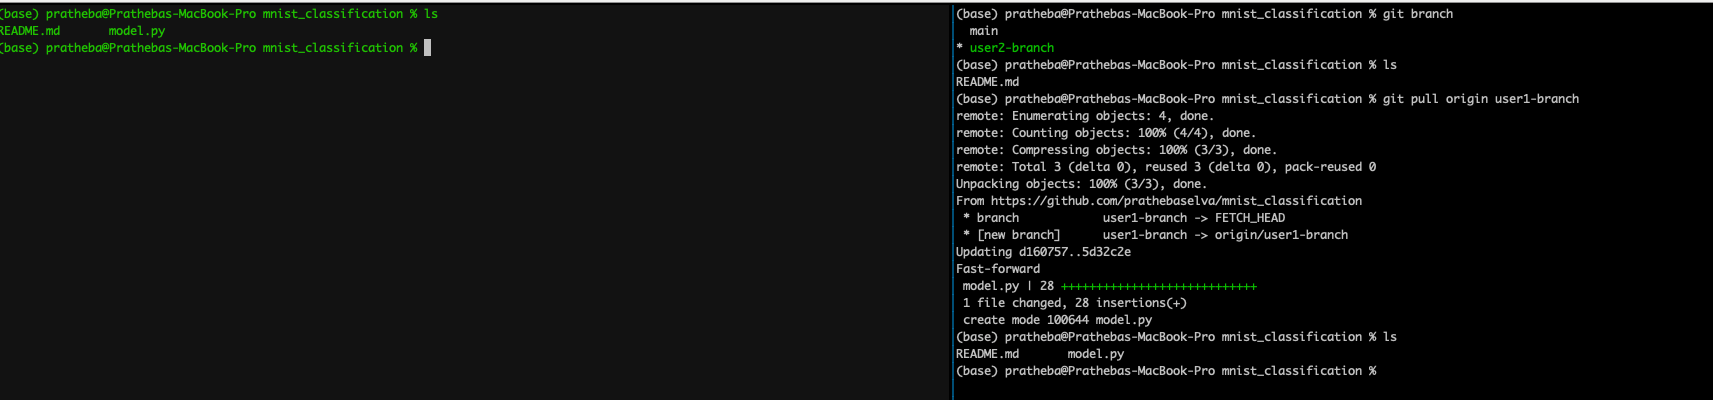 (base) pratheba@Prathebas-MacBook-Pro mnist_classification % ls
README.md       model.py
(base) pratheba@Prathebas-MacBook-Pro mnist_classification %
(base) pratheba@Prathebas-MacBook-Pro mnist_classification % git branch
  main
* user2-branch
(base) pratheba@Prathebas-MacBook-Pro mnist_classification % ls
README.md
(base) pratheba@Prathebas-MacBook-Pro mnist_classification % git pull origin user1-branch
remote: Enumerating objects: 4, done.
remote: Counting objects: 100% (4/4), done.
remote: Compressing objects: 100% (3/3), done.
remote: Total 3 (delta 0), reused 3 (delta 0), pack-reused 0
Unpacking objects: 100% (3/3), done.
From https://github.com/prathebaselva/mnist_classification
 * branch            user1-branch -> FETCH_HEAD
 * [new branch]      user1-branch -> origin/user1-branch
Updating d160757..5d32c2e
Fast-forward
 model.py | 28 ++++++++++++++++++++++++++++
 1 file changed, 28 insertions(+)
 create mode 100644 model.py
(base) pratheba@Prathebas-MacBook-Pro mnist_classification % ls
README.md       model.py
(base) pratheba@Prathebas-MacBook-Pro mnist_classification %